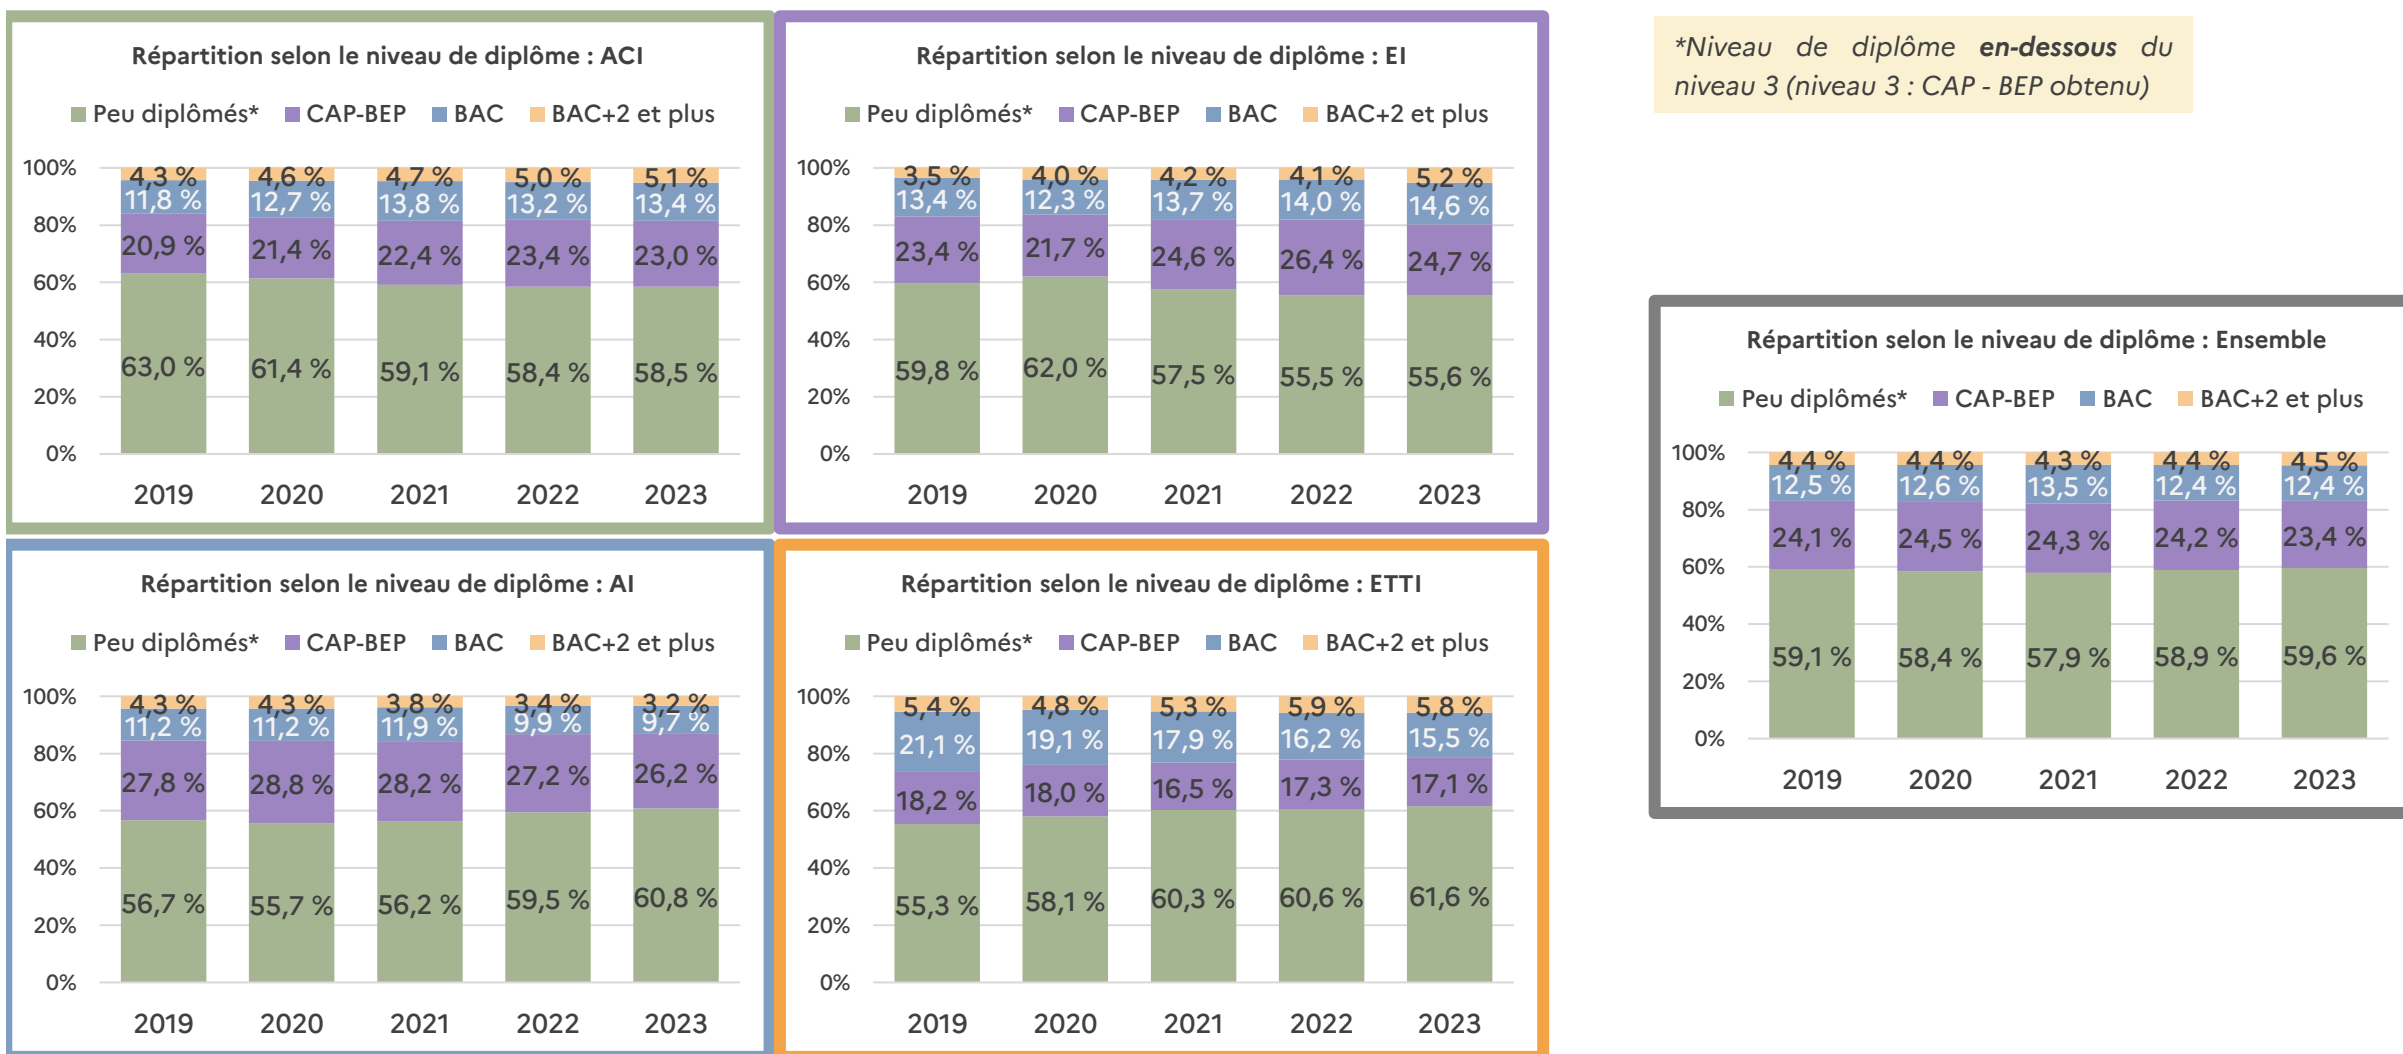 Répartition selon le niveau de diplôme : ACI
Peu diplômés* CAP-BEP BAC BAC+2 et plus
100%
80%
60%
40%
20%
0%
4,3 % 4,6 % 4,7 % 5,0 % 5,1 %
11,8 % 12,7 % 13,8 % 13,2 % 13,4 %
20,9 % 21,4 % 22,4 % 23,4 % 23,0 %
63,0 % 61,4 % 59,1 % 58,4 % 58,5 %
2019 2020 2021 2022 2023
Répartition selon le niveau de diplôme : EI
Peu diplômés* CAP-BEP BAC BAC+2 et plus
100%
80%
60%
40%
20%
0%
3,5 % 4,0 % 4,2 % 4,1 % 5,2 %
13,4 % 12,3 % 13,7 % 14,0 % 14,6 %
23,4 % 21,7 % 24,6 % 26,4 % 24,7 %
59,8 % 62,0 % 57,5 % 55,5 % 55,6 %
2019 2020 2021 2022 2023
*Niveau de diplôme en-dessous du
niveau 3 (niveau 3 : CAP - BEP obtenu)
Répartition selon le niveau de diplôme : Ensemble
Peu diplômés* CAP-BEP BAC BAC+2 et plus
100%
80%
60%
40%
20%
0%
4,4 % 4,4 % 4,3 % 4,4 % 4,5 %
12,5 % 12,6 % 13,5 % 12,4 % 12,4 %
24,1 % 24,5 % 24,3 % 24,2 % 23,4 %
59,1 % 58,4 % 57,9 % 58,9 % 59,6 %
2019 2020 2021 2022 2023
Répartition selon le niveau de diplôme : AI
Peu diplômés* CAP-BEP BAC BAC+2 et plus
100%
80%
60%
40%
20%
0%
4,3 % 4,3 % 3,8 % 3,4 % 3,2 %
11,2 % 11,2 % 11,9 % 9,9 % 9,7 %
27,8 % 28,8 % 28,2 % 27,2 % 26,2 %
56,7 % 55,7 % 56,2 % 59,5 % 60,8 %
2019 2020 2021 2022 2023
Répartition selon le niveau de diplôme : ETTI
Peu diplômés* CAP-BEP BAC BAC+2 et plus
100%
80%
60%
40%
20%
0%
5,4 % 4,8 % 5,3 % 5,9 % 5,8 %
21,1 % 19,1 % 17,9 % 16,2 % 15,5 %
18,2 % 18,0 % 16,5 % 17,3 % 17,1 %
55,3 % 58,1 % 60,3 % 60,6 % 61,6 %
2019 2020 2021 2022 2023